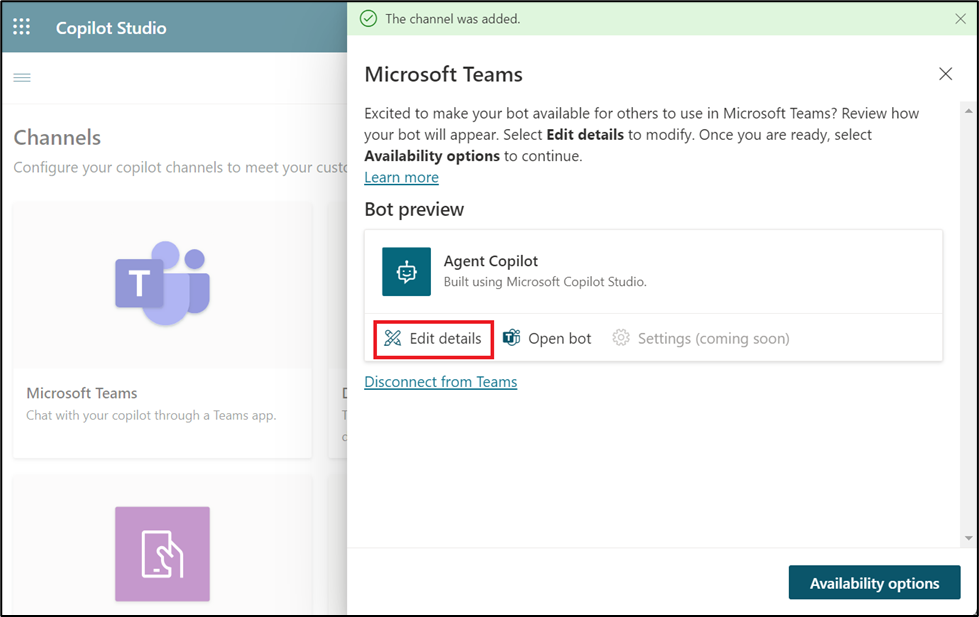 Copilot Studio
Channels
Configure your copilot channels to meet your custo
T
Microsoft Teams
Chat with your copilot through a Teams app.
The channel was added.
Microsoft Teams
Excited to make your bot available for others to use in Microsoft Teams? Review how
your bot will appear. Select Edit details to modify. Once you are ready, select
Availability options to continue.
Learn more
Bot preview
Agent Copilot
Built using Microsoft Copilot Studio.
Edit details
T
Open bot
Settings (coming soon)
Disconnect from Teams
Availability options